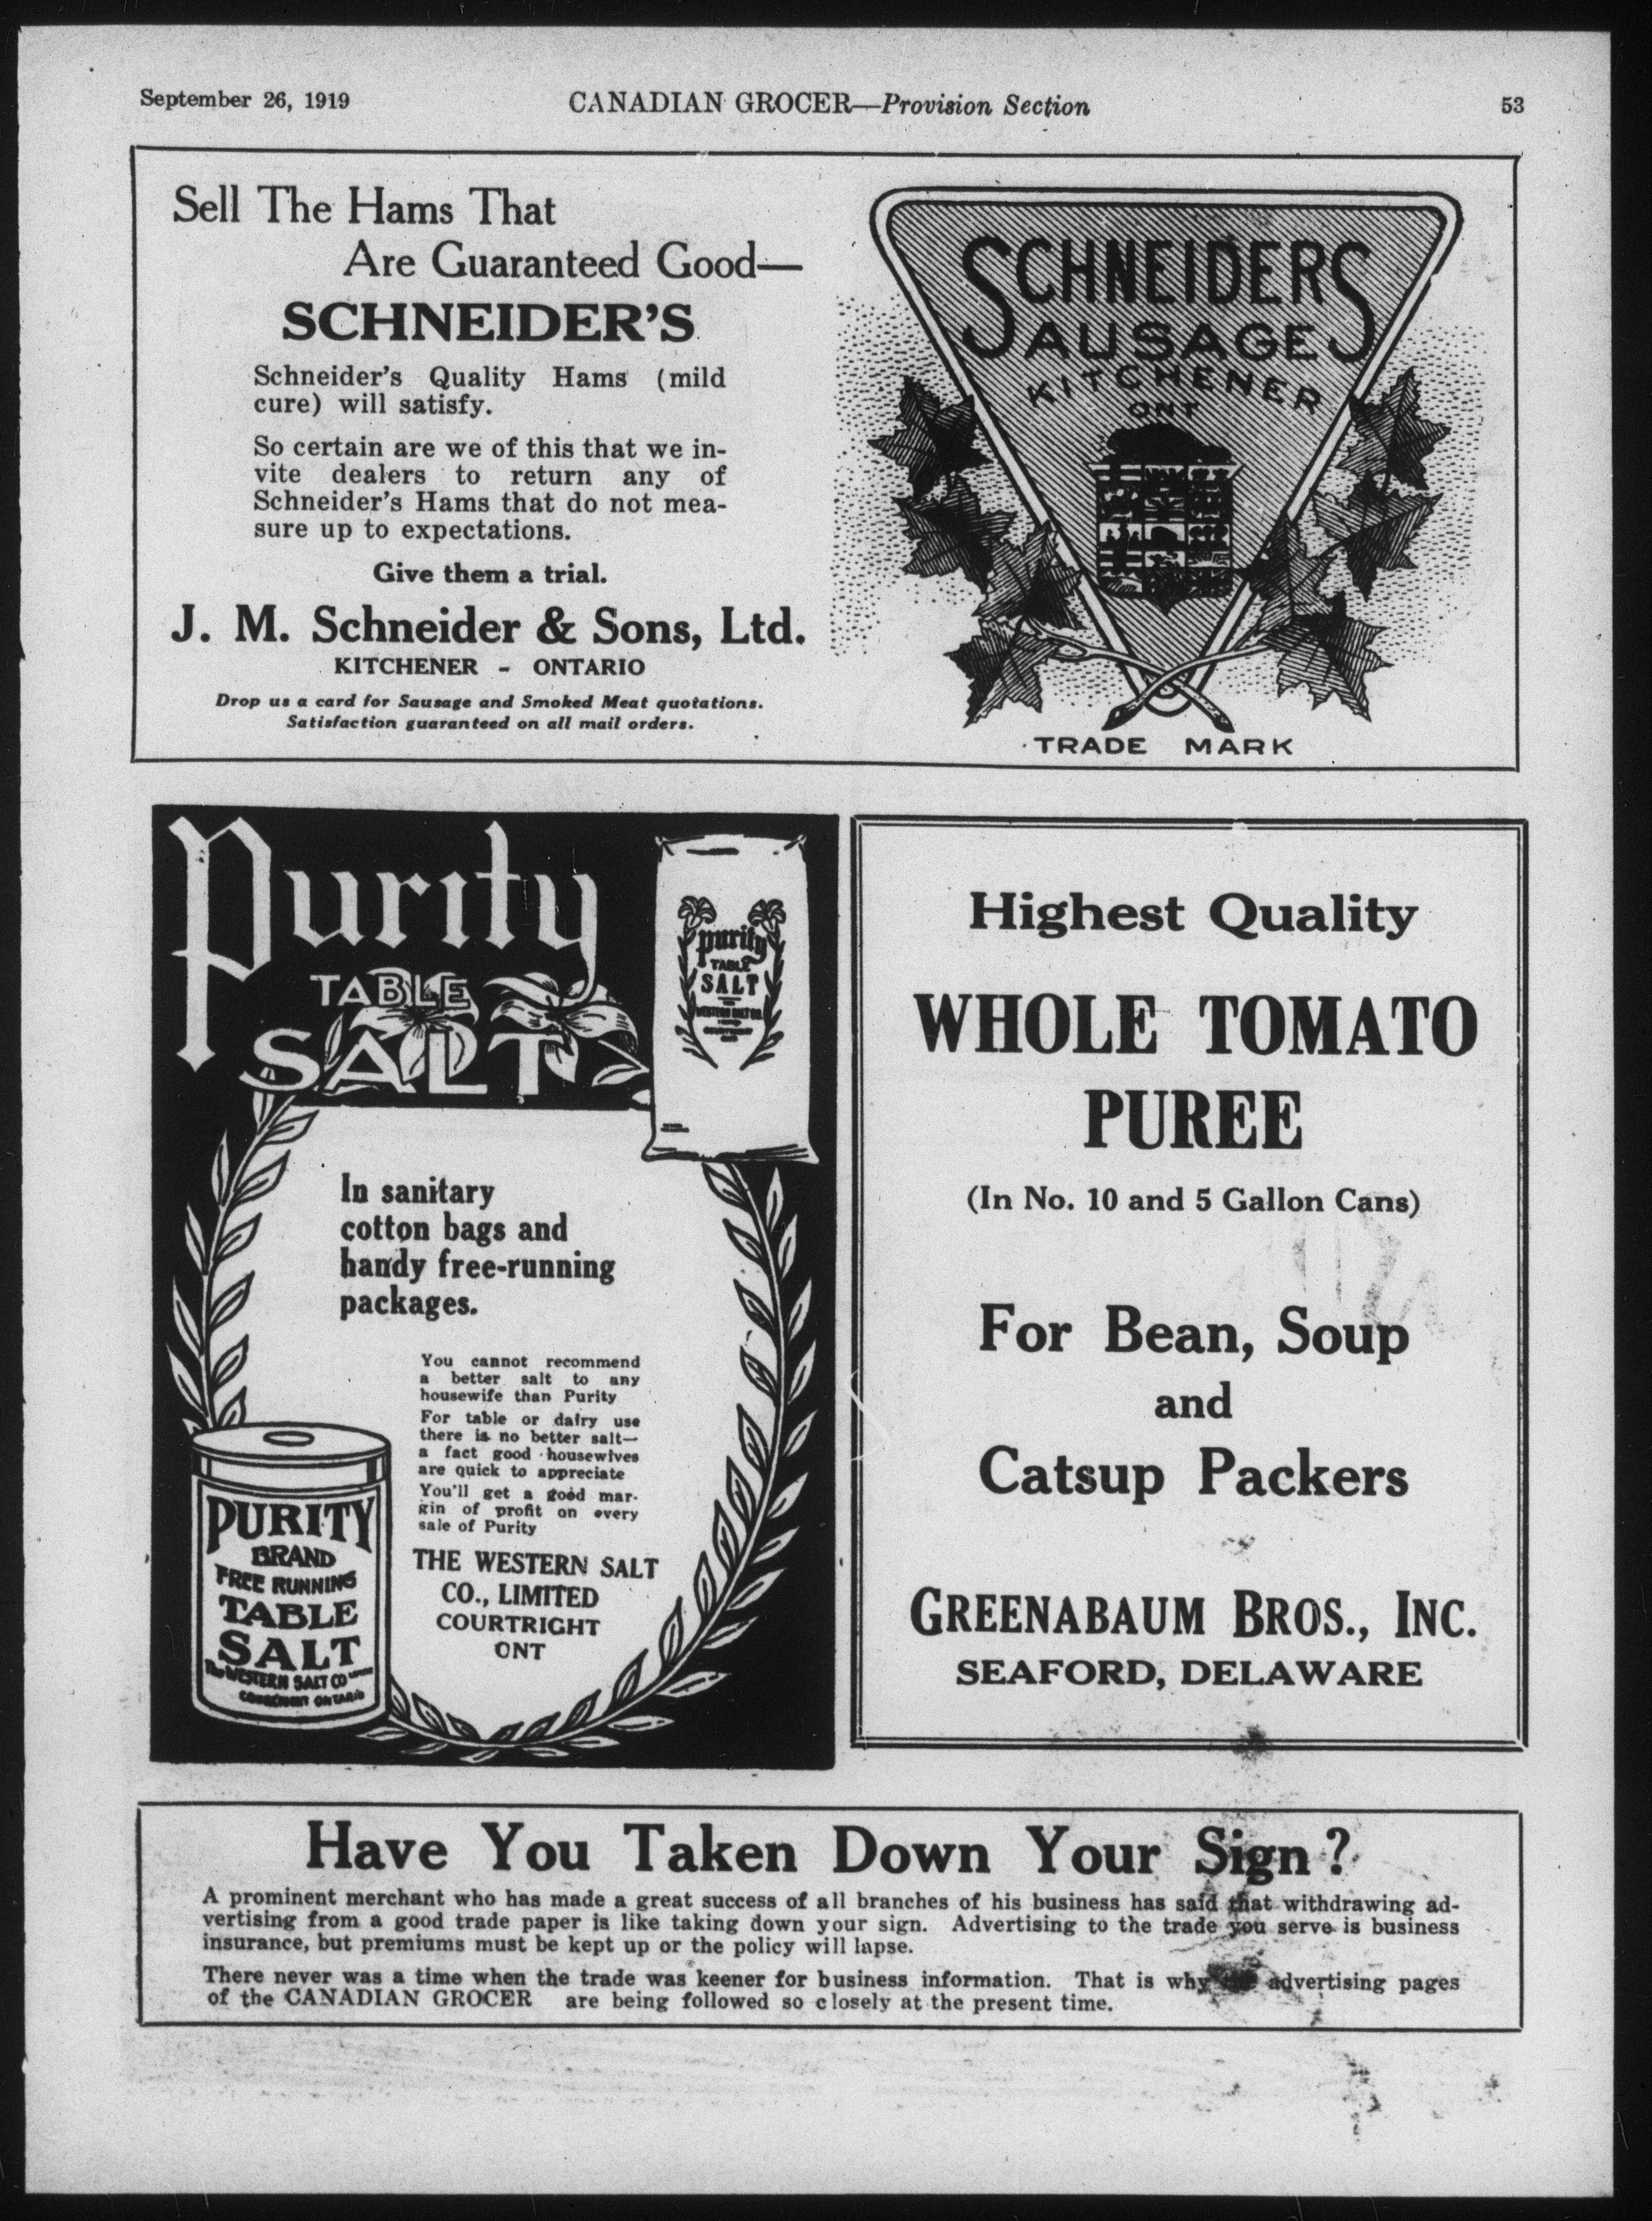 September 26, 1919
CANADIAN GROCER—Provision Section
53
Sell The Hams That
Are Guaranteed Good—
SCHNEIDER'S
Schneider's Quality Hams (mild
cure) will satisfy.
So certain are we of this that we in-
vite dealers to return any of
Schneider's Hams that do not mea-
sure up to expectations.
Give them a trial.
J. M. Schneider & Sons, Ltd.
KITCHENER - ONTARIO
Drop us a card for Sausage and Smoked Meat quotations.
Satisfaction guaranteed on all mail orders.
SCHNEIDERS
SAUSAGES
KITCHENER
ONT
TRADE MARK
Purity
TABLE
SALT
purity
TABLE
SALT
In sanitary
cotton bags and
handy free-running
packages.
You cannot recommend
a better salt to any
housewife than Purity
For table or dairy use
there is no better salt—
a fact good housewives
are quick to appreciate
You'll get a good mar-
gin of profit on every
sale of Purity
THE WESTERN SALT
CO., LIMITED
COURTRIGHT
ONT
PURITY
BRAND
FREE RUNNING
TABLE
SALT
The WESTERN SALT CO
COURTRIGHT ONTARIO
Highest Quality
WHOLE TOMATO
PUREE
(In No. 10 and 5 Gallon Cans)
For Bean, Soup
and
Catsup Packers
GREENABAUM BROS., INC.
SEAFORD, DELAWARE
Have You Taken Down Your Sign?
A prominent merchant who has made a great success of all branches of his business has said that withdrawing ad-
vertising from a good trade paper is like taking down your sign. Advertising to the trade you serve is business
insurance, but premiums must be kept up or the policy will lapse.
There never was a time when the trade was keener for business information. That is why the advertising pages
of the CANADIAN GROCER are being followed so closely at the present time.